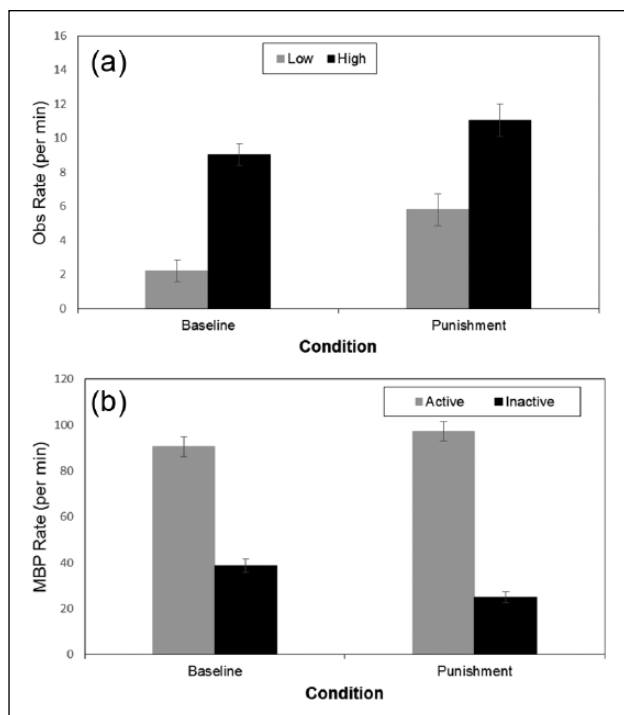 (a)
Low High
Obs Rate (per min)
16
14
12
10
8
6
4
2
0
Baseline Punishment
Condition
(b)
Active Inactive
MBP Rate (per min)
120
100
80
60
40
20
0
Baseline Punishment
Condition